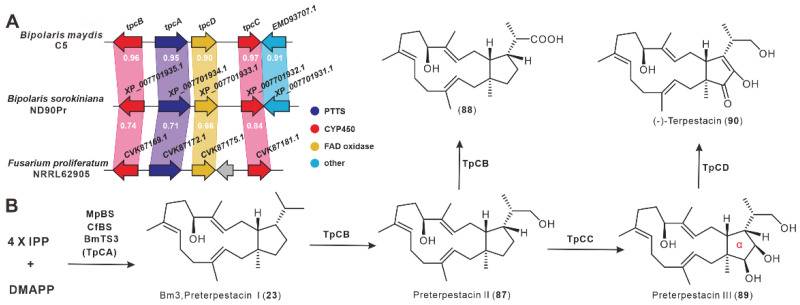 A
tpcB tpcA tpcD tpcC EMD93707.1
Bipolaris maydis
C5
0.96 0.95 0.90 0.97 0.91
XP_007701935.1 XP_007701934.1 XP_007701933.1 XP_007701932.1 XP_007701931.1
Bipolaris sorokiniana
ND90Pr
0.74 0.71 0.84
CVK87169.1 CVK87172.1 CVK87175.1 CVK87181.1
Fusarium proliferatum
NRRL62905
PTTS
CYP450
FAD oxidase
other
COOH
H
OH
(88)
OH
H
OH
OH
O
(-)-Terpestacin (90)
TpCB
TpCD
B
4 X IPP
+
DMAPP
MpBS
CfBS
BmTS3
(TpCA)
H
OH
Bm3,Preterpestacin I (23)
TpCB
H
OH
OH
Preterpestacin II (87)
TpCC
H
OH
OH
α
OH
OH
Preterpestacin III (89)